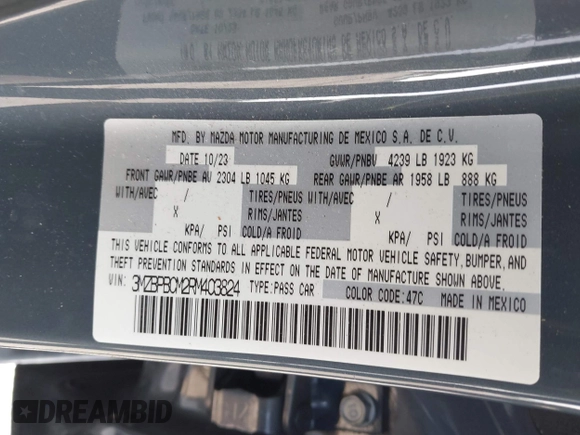 MFD. BY MAZDA MOTOR MANUFACTURING DE MEXICO S.A. DE C.V.
DATE 10/23 GVWR/PNBV 4239 LB 1923 KG
FRONT GAWR/PNBE AV 2304 LB 1045 KG REAR GAWR/PNBE AR 1958 LB 888 KG
WITH/AVEC / TIRES/PNEUS WITH/AVEC / TIRES/PNEUS
X RIMS/JANTES X RIMS/JANTES
KPA/ PSI COLD/A FROID KPA/ PSI COLD/A FROID
THIS VEHICLE CONFORMS TO ALL APPLICABLE FEDERAL MOTOR VEHICLE SAFETY, BUMPER, AND
THEFT PREVENTION STANDARDS IN EFFECT ON THE DATE OF MANUFACTURE SHOWN ABOVE.
VIN: 3MZBPBCM2RM403824 TYPE: PASS CAR COLOR CODE: 47C MADE IN MEXICO
DREAMBID